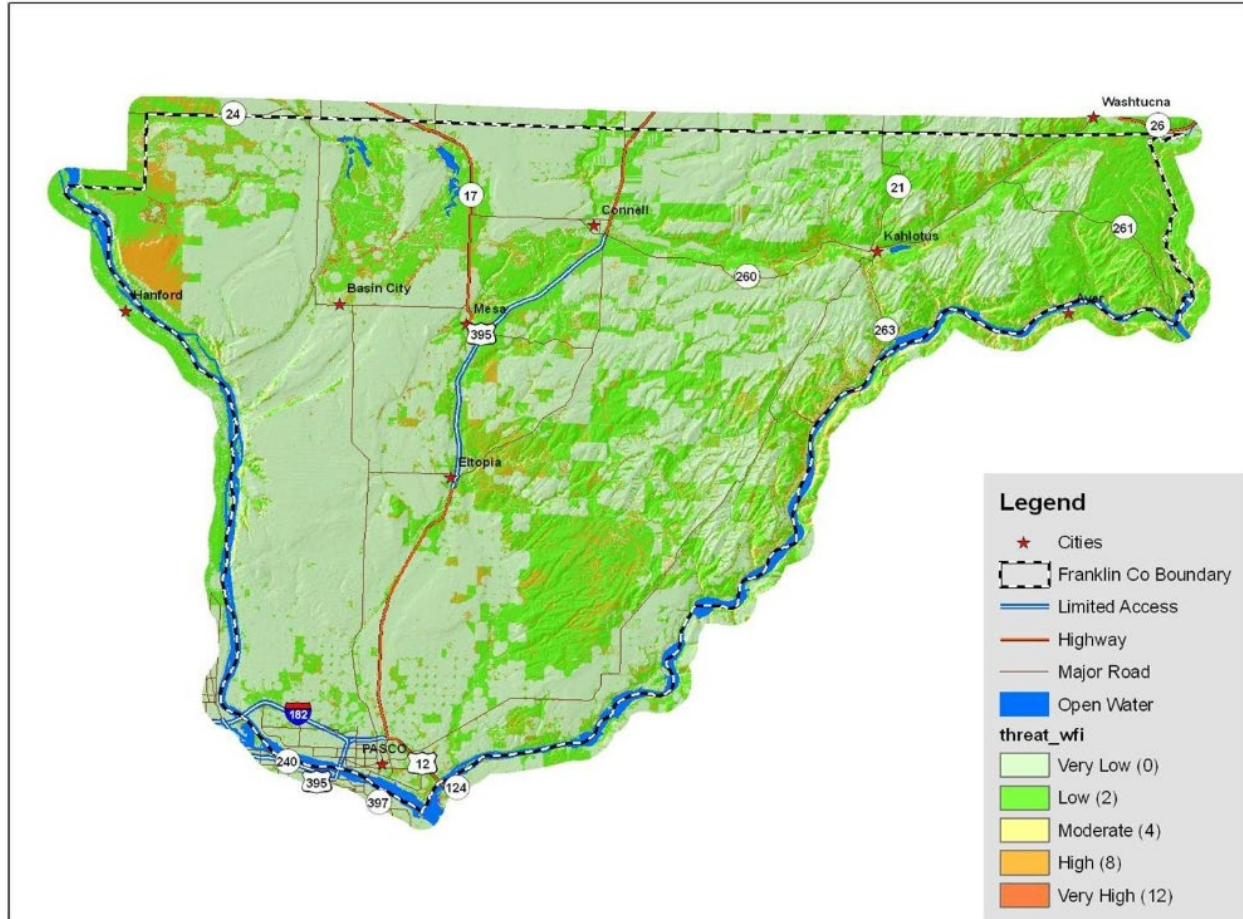 Washtucna
24
26
17
21
Connell
261
Kahlotus
260
Basin City
Hanford
Mesa
Ayer
395
263
Eltopia
182
PASCO
240
12
395
124
397
Legend
Cities
Franklin Co Boundary
Limited Access
Highway
Major Road
Open Water
threat_wfi
Very Low (0)
Low (2)
Moderate (4)
High (8)
Very High (12)